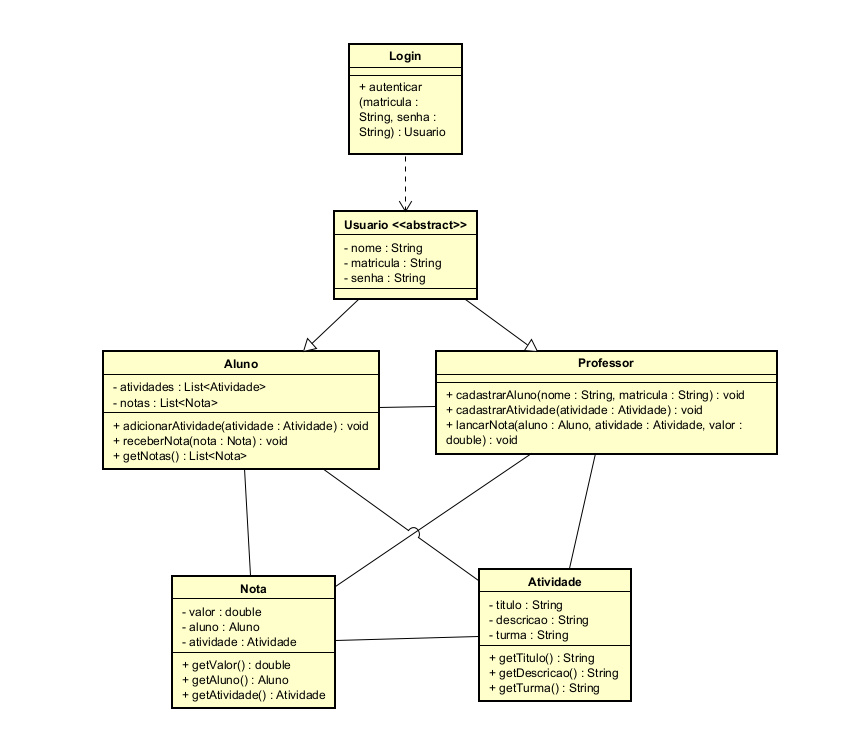 Login
+ autenticar
(matricula :
String, senha :
String) : Usuario
Usuario <<abstract>>
- nome : String
- matricula : String
- senha : String
Aluno
- atividades : List<Atividade>
- notas : List<Nota>
+ adicionarAtividade(atividade : Atividade) : void
+ receberNota(nota : Nota) : void
+ getNotas() : List<Nota>
Professor
+ cadastrarAluno(nome : String, matricula : String) : void
+ cadastrarAtividade(atividade : Atividade) : void
+ lancarNota(aluno : Aluno, atividade : Atividade, valor :
double) : void
Nota
- valor : double
- aluno : Aluno
- atividade : Atividade
+ getValor() : double
+ getAluno() : Aluno
+ getAtividade() : Atividade
Atividade
- titulo : String
- descricao : String
- turma : String
+ getTitulo() : String
+ getDescricao() : String
+ getTurma() : String